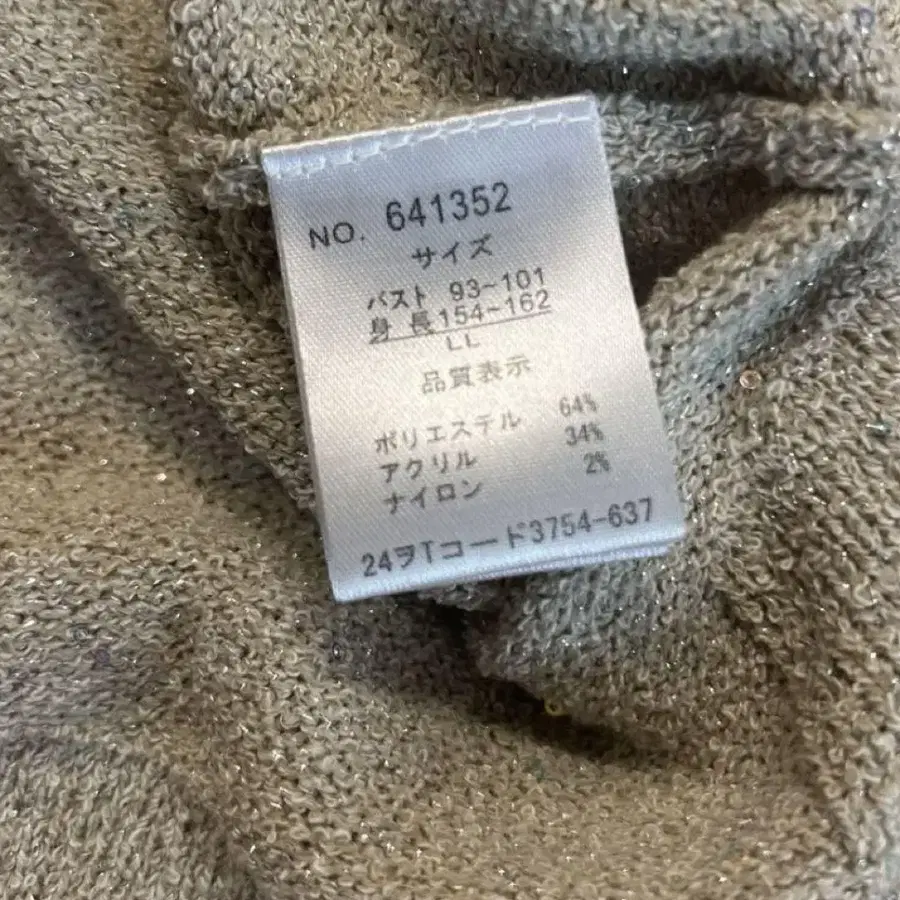 NO. 641352
サイズ
バスト 93~101
身長154~162
LL
品質表示
ポリエステル 64%
アクリル 34%
ナイロン 2%
24ヲTコード3754-637